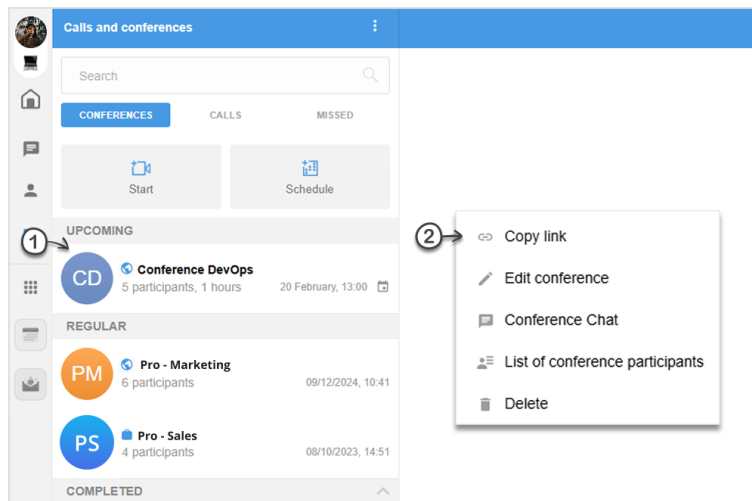 Calls and conferences
Search
CONFERENCES CALLS MISSED
Start Schedule
UPCOMING
1
CD
Conference DevOps
5 participants, 1 hours 20 February, 13:00
REGULAR
PM
Pro - Marketing
6 participants 09/12/2024, 10:41
PS
Pro - Sales
4 participants 08/10/2023, 14:51
COMPLETED
2
Copy link
Edit conference
Conference Chat
List of conference participants
Delete